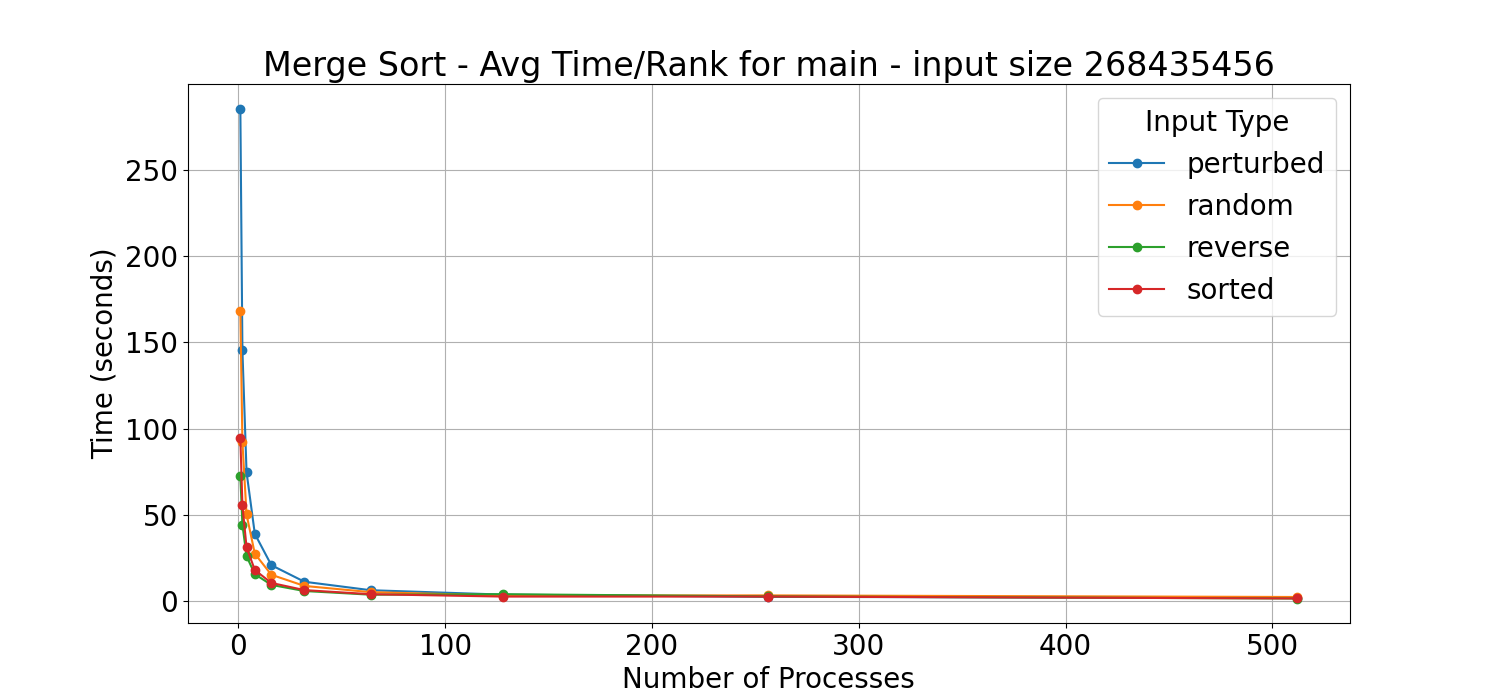 Merge Sort - Avg Time/Rank for main - input size 268435456
Input Type
perturbed
random
reverse
sorted
Time (seconds)
250
200
150
100
50
0
0 100 200 300 400 500
Number of Processes